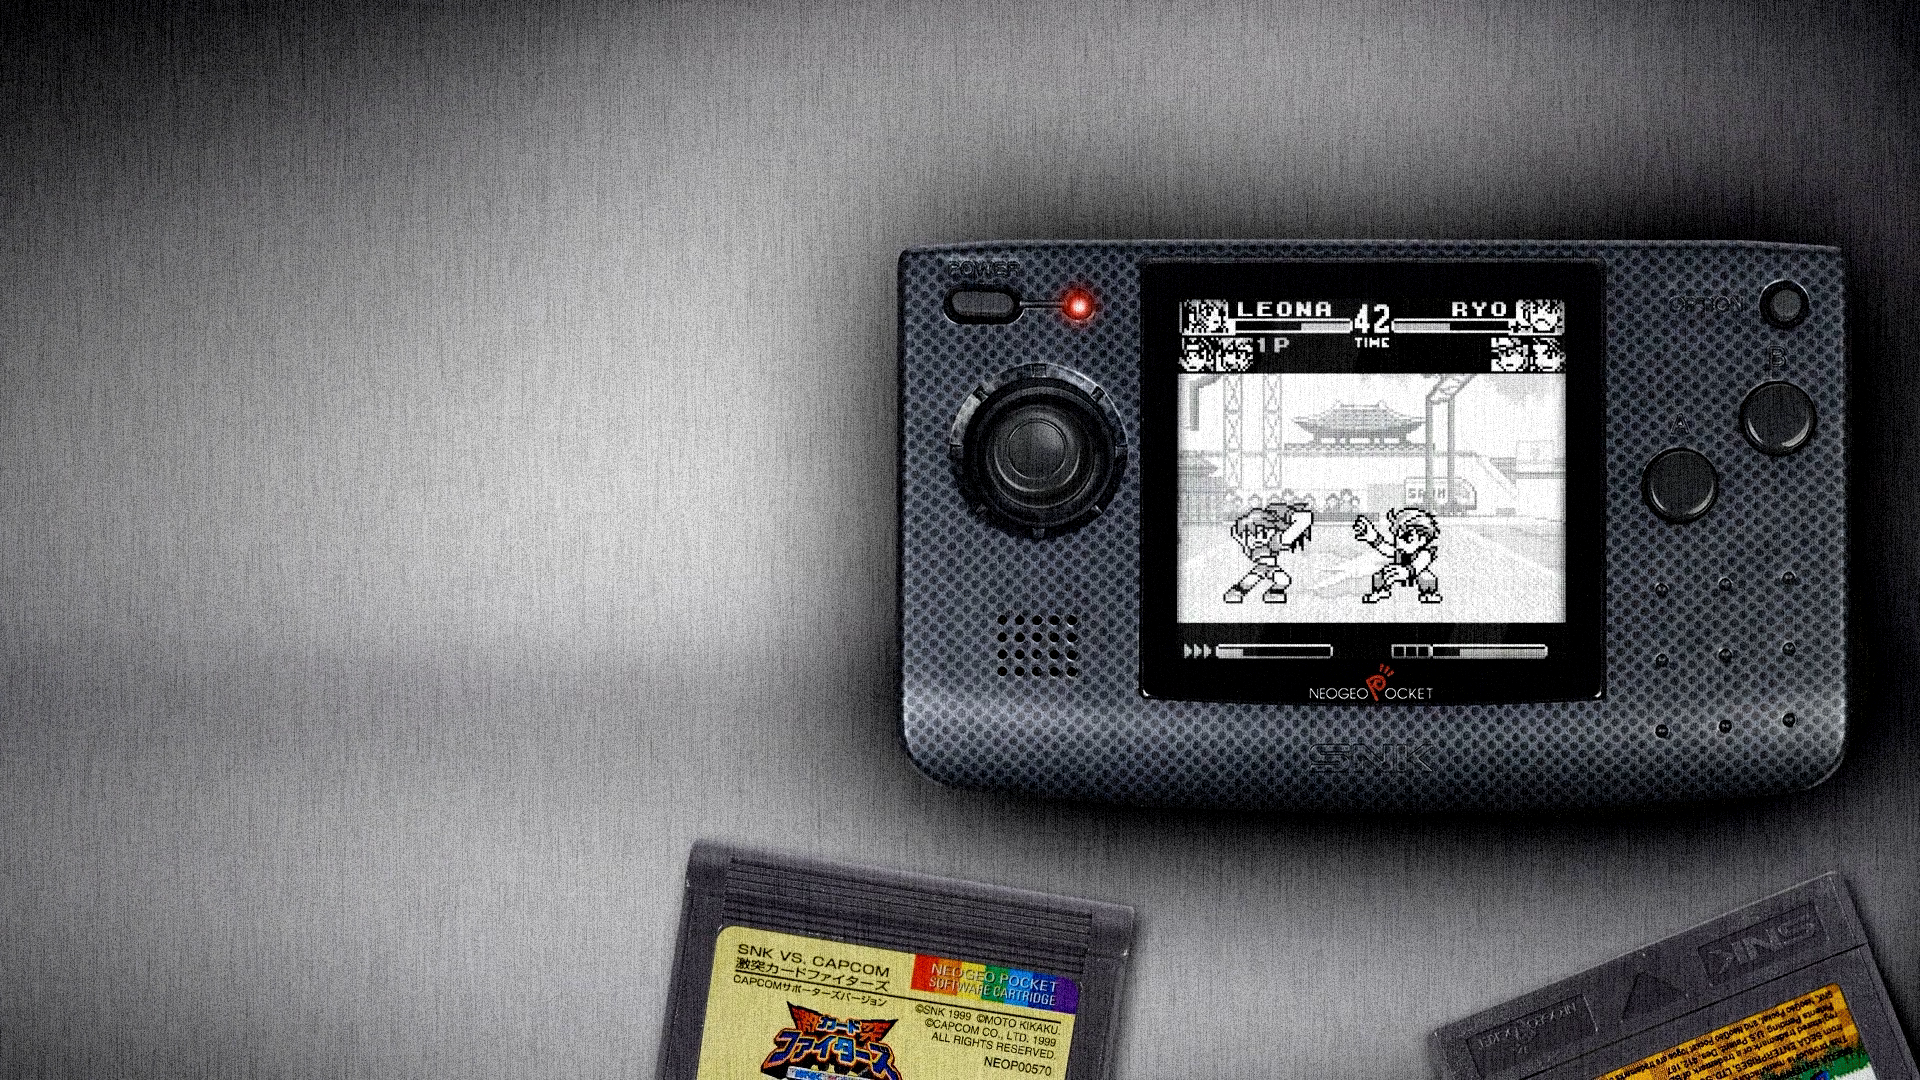 POWER
LEONA
42
RYO
1P
TIME
OPTION
B
A
NEOGEO POCKET
SNK
SNK VS. CAPCOM
激突カードファイターズ
CAPCOMサポーターズバージョン
NEOGEO POCKET
SOFTWARE CARTRIDGE
©SNK 1999 ©MOTO KIKAKU.
©CAPCOM CO., LTD. 1999
ALL RIGHTS RESERVED.
NEOP00570
激突
カード
ファイターズ
SNK